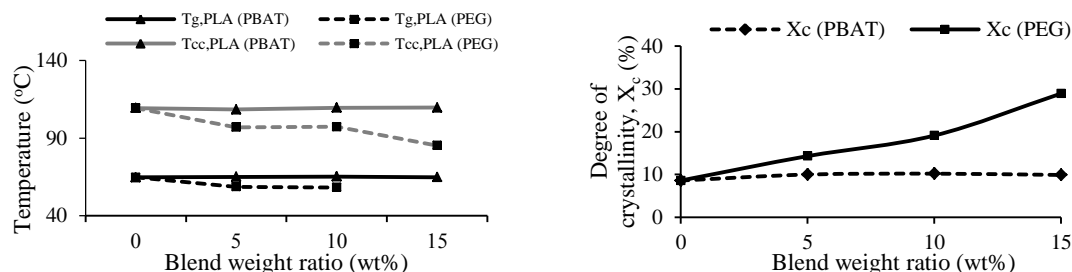 Tg,PLA (PBAT) Tg,PLA (PEG)
Tcc,PLA (PBAT) Tcc,PLA (PEG)
140
90
40
Temperature (°C)
0 5 10 15
Blend weight ratio (wt%)
Xc (PBAT) Xc (PEG)
40
30
20
10
0
Degree of
crystallinity, Xc (%)
0 5 10 15
Blend weight ratio (wt%)